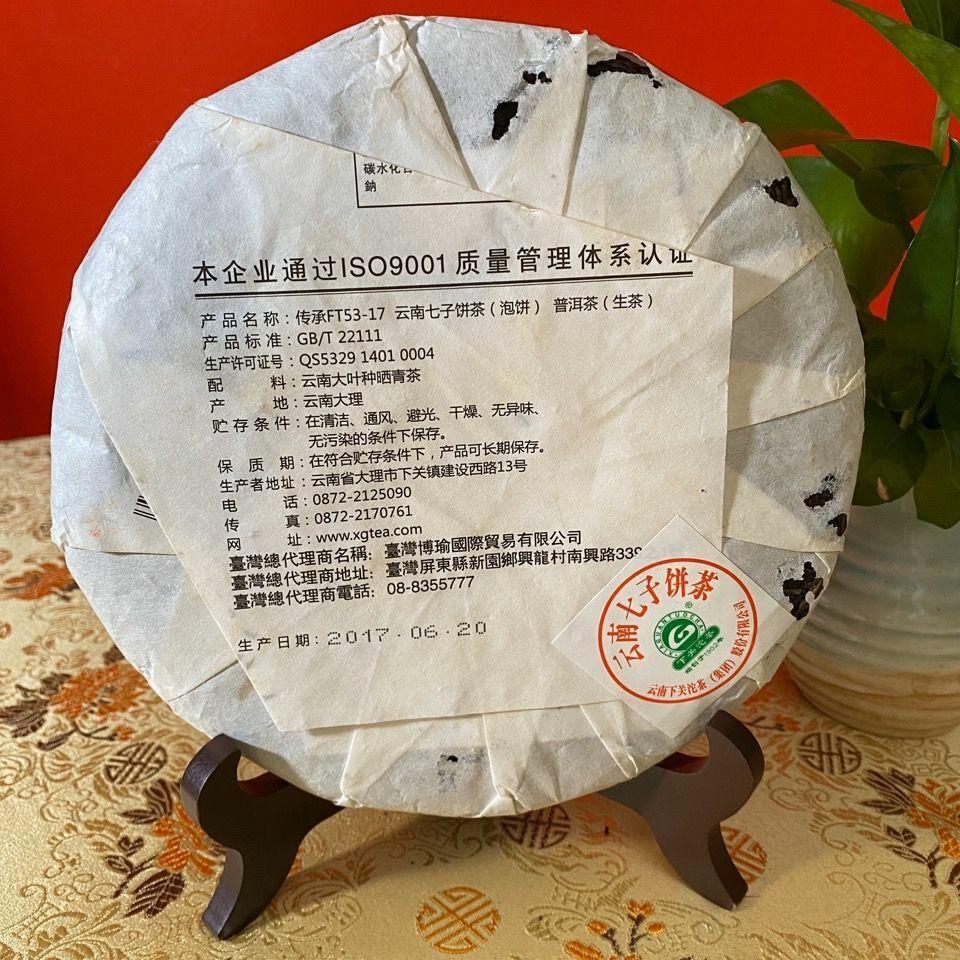 碳水化合
鈉
本企业通过ISO9001质量管理体系认证
产品名称：传承FT53-17 云南七子饼茶（泡饼） 普洱茶（生茶）
产品标准：GB/T 22111
生产许可证号：QS5329 1401 0004
配料：云南大叶种晒青茶
产地：云南大理
贮存条件：在清洁、通风、避光、干燥、无异味、
无污染的条件下保存。
保质期：在符合贮存条件下，产品可长期保存。
生产者地址：云南省大理市下关镇建设西路13号
电话：0872-2125090
传真：0872-2170761
网址：www.xgtea.com
臺灣總代理商名稱：臺灣博瑜國際貿易有限公司
臺灣總代理商地址：臺灣屏東縣新園鄉興龍村南興路339
臺灣總代理商電話：08-8355777
生产日期：2017.06.20
云南七子饼茶
®
下关沱茶
始创于1902年
云南下关沱茶（集团）股份有限公司